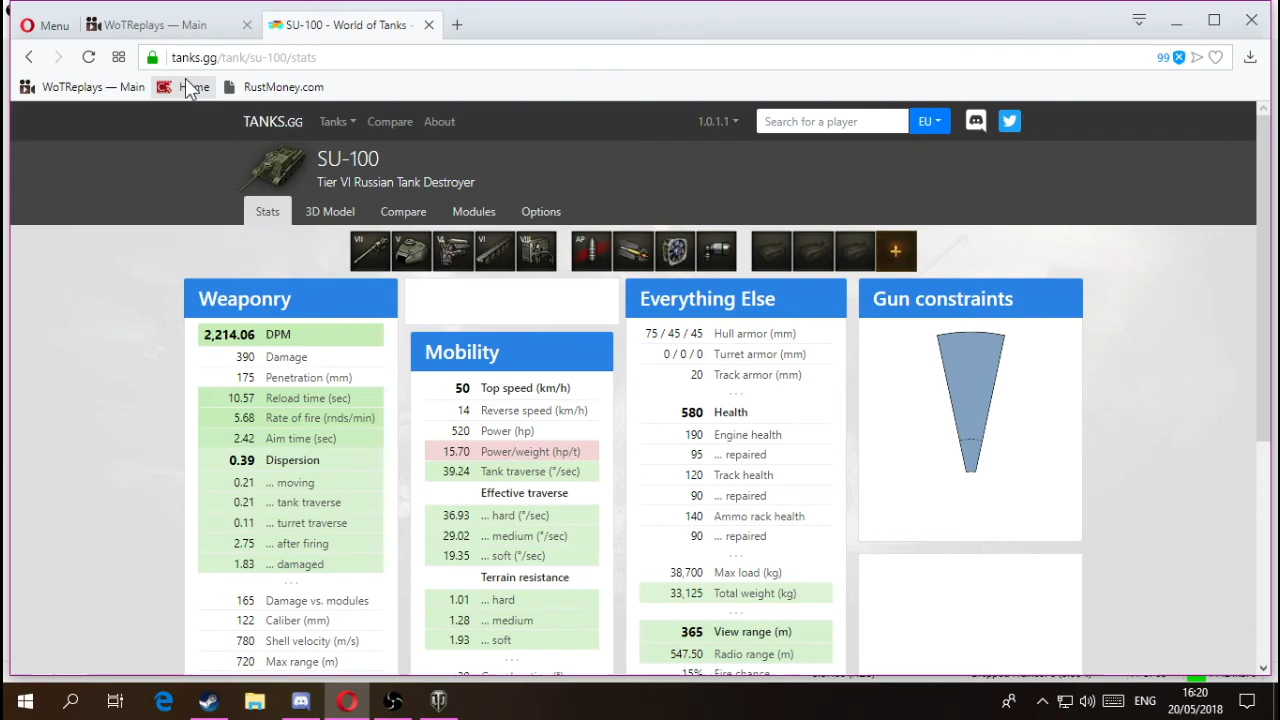 Menu
WoTReplays — Main
SU-100 - World of Tanks -
tanks.gg/tank/su-100/stats
99
WoTReplays — Main
Home
RustMoney.com
TANKS.GG
Tanks
Compare
About
1.0.1.1
Search for a player
EU
SU-100
Tier VI Russian Tank Destroyer
Stats
3D Model
Compare
Modules
Options
VII
V
VI
VIII
AP
Weaponry
2,214.06 DPM
390 Damage
175 Penetration (mm)
10.57 Reload time (sec)
5.68 Rate of fire (rnds/min)
2.42 Aim time (sec)
0.39 Dispersion
0.21 ... moving
0.21 ... tank traverse
0.11 ... turret traverse
2.75 ... after firing
1.83 ... damaged
...
165 Damage vs. modules
122 Caliber (mm)
780 Shell velocity (m/s)
720 Max range (m)
Mobility
50 Top speed (km/h)
14 Reverse speed (km/h)
520 Power (hp)
15.70 Power/weight (hp/t)
39.24 Tank traverse (°/sec)
Effective traverse
36.93 ... hard (°/sec)
29.02 ... medium (°/sec)
19.35 ... soft (°/sec)
Terrain resistance
1.01 ... hard
1.28 ... medium
1.93 ... soft
...
Everything Else
75 / 45 / 45 Hull armor (mm)
0 / 0 / 0 Turret armor (mm)
20 Track armor (mm)
...
580 Health
190 Engine health
95 ... repaired
120 Track health
90 ... repaired
140 Ammo rack health
90 ... repaired
...
38,700 Max load (kg)
33,125 Total weight (kg)
...
365 View range (m)
547.50 Radio range (m)
15% Fire chance
Gun constraints
ENG
16:20
20/05/2018